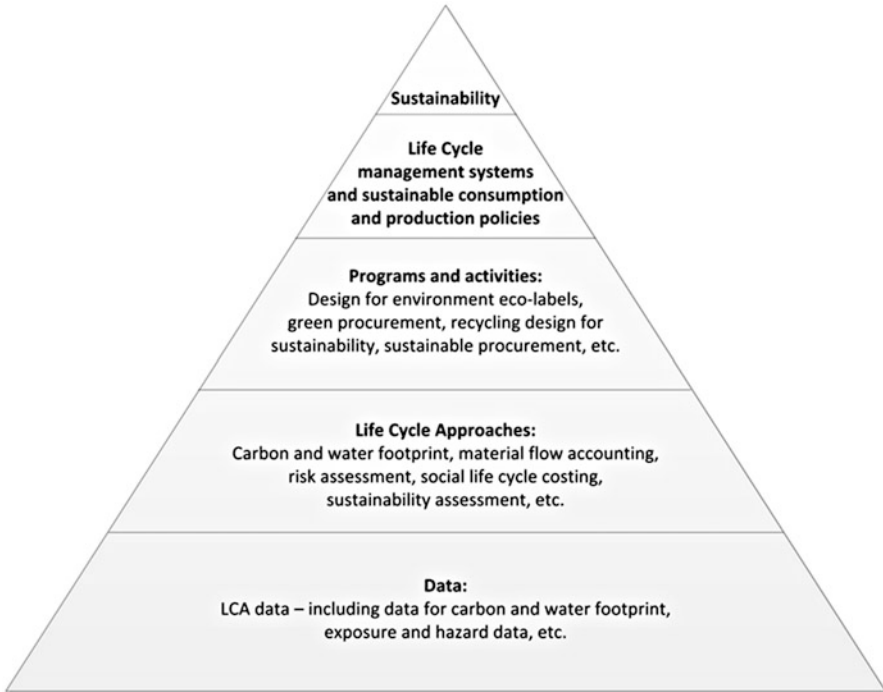 Sustainability
Life Cycle
management systems
and sustainable consumption
and production policies
Programs and activities:
Design for environment eco-labels,
green procurement, recycling design for
sustainability, sustainable procurement, etc.
Life Cycle Approaches:
Carbon and water footprint, material flow accounting,
risk assessment, social life cycle costing,
sustainability assessment, etc.
Data:
LCA data – including data for carbon and water footprint,
exposure and hazard data, etc.